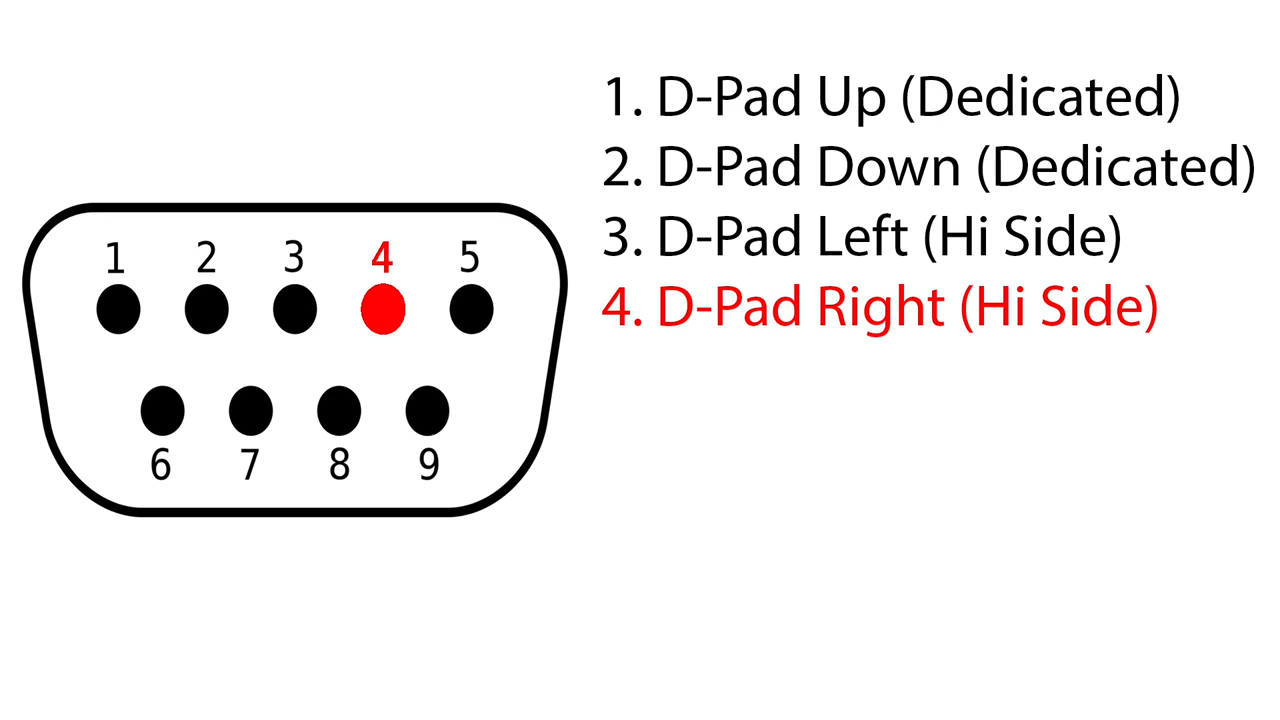 1. D-Pad Up (Dedicated)
2. D-Pad Down (Dedicated)
3. D-Pad Left (Hi Side)
4. D-Pad Right (Hi Side)
1 2 3 4 5
6 7 8 9